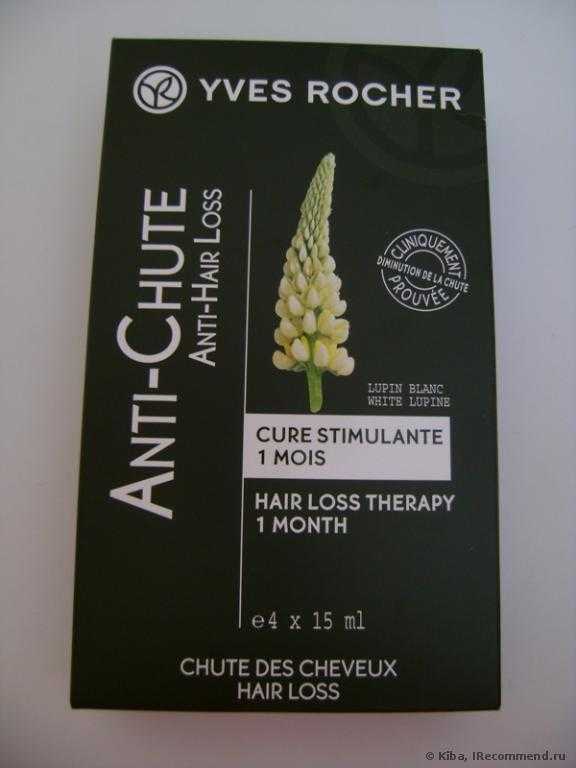 YVES ROCHER
ANTI-CHUTE
ANTI-HAIR LOSS
CLINIQUEMENT
DIMINUTION DE LA CHUTE
PROUVÉE
LUPIN BLANC
WHITE LUPINE
CURE STIMULANTE
1 MOIS
HAIR LOSS THERAPY
1 MONTH
e4 x 15 ml
CHUTE DES CHEVEUX
HAIR LOSS
© Kiba, IRecommend.ru